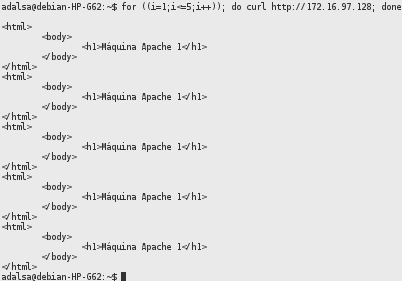 adalsa@debian-HP-G62:~$ for ((i=1;i<=5;i++)); do curl http://172.16.97.128; done
<html>
<body>
<h1>Máquina Apache 1</h1>
</body>
</html>
<html>
<body>
<h1>Máquina Apache 1</h1>
</body>
</html>
<html>
<body>
<h1>Máquina Apache 1</h1>
</body>
</html>
<html>
<body>
<h1>Máquina Apache 1</h1>
</body>
</html>
<html>
<body>
<h1>Máquina Apache 1</h1>
</body>
</html>
adalsa@debian-HP-G62:~$